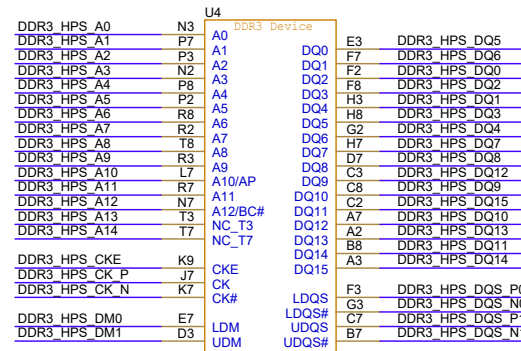 U4
DDR3 Device
DDR3_HPS_A0 N3 A0
DDR3_HPS_A1 P7 A1 DQ0 E3 DDR3_HPS_DQ5
DDR3_HPS_A2 P3 A2 DQ1 F7 DDR3_HPS_DQ6
DDR3_HPS_A3 N2 A3 DQ2 F2 DDR3_HPS_DQ0
DDR3_HPS_A4 P8 A4 DQ3 F8 DDR3_HPS_DQ2
DDR3_HPS_A5 P2 A5 DQ4 H3 DDR3_HPS_DQ1
DDR3_HPS_A6 R8 A6 DQ5 H8 DDR3_HPS_DQ3
DDR3_HPS_A7 R2 A7 DQ6 G2 DDR3_HPS_DQ4
DDR3_HPS_A8 T8 A8 DQ7 H7 DDR3_HPS_DQ7
DDR3_HPS_A9 R3 A9 DQ8 D7 DDR3_HPS_DQ8
DDR3_HPS_A10 L7 A10/AP DQ9 C3 DDR3_HPS_DQ12
DDR3_HPS_A11 R7 A11 DQ10 C8 DDR3_HPS_DQ9
DDR3_HPS_A12 N7 A12/BC# DQ11 C2 DDR3_HPS_DQ15
DDR3_HPS_A13 T3 NC_T3 DQ12 A7 DDR3_HPS_DQ10
DDR3_HPS_A14 T7 NC_T7 DQ13 A2 DDR3_HPS_DQ13
DQ14 B8 DDR3_HPS_DQ11
DDR3_HPS_CKE K9 CKE DQ15 A3 DDR3_HPS_DQ14
DDR3_HPS_CK_P J7 CK
DDR3_HPS_CK_N K7 CK# LDQS F3 DDR3_HPS_DQS_P0
LDQS# G3 DDR3_HPS_DQS_N0
DDR3_HPS_DM0 E7 LDM UDQS C7 DDR3_HPS_DQS_P1
DDR3_HPS_DM1 D3 UDM UDQS# B7 DDR3_HPS_DQS_N1